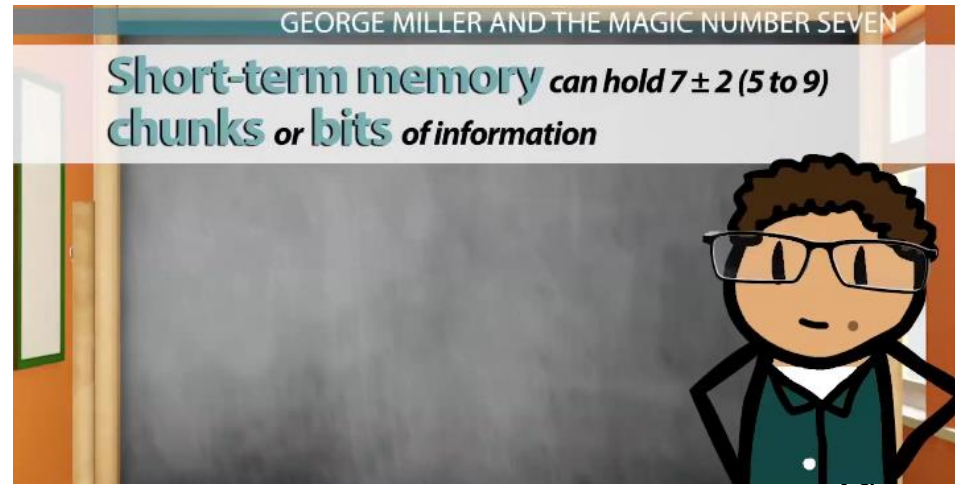 GEORGE MILLER AND THE MAGIC NUMBER SEVEN
Short-term memory can hold 7 ± 2 (5 to 9)
chunks or bits of information